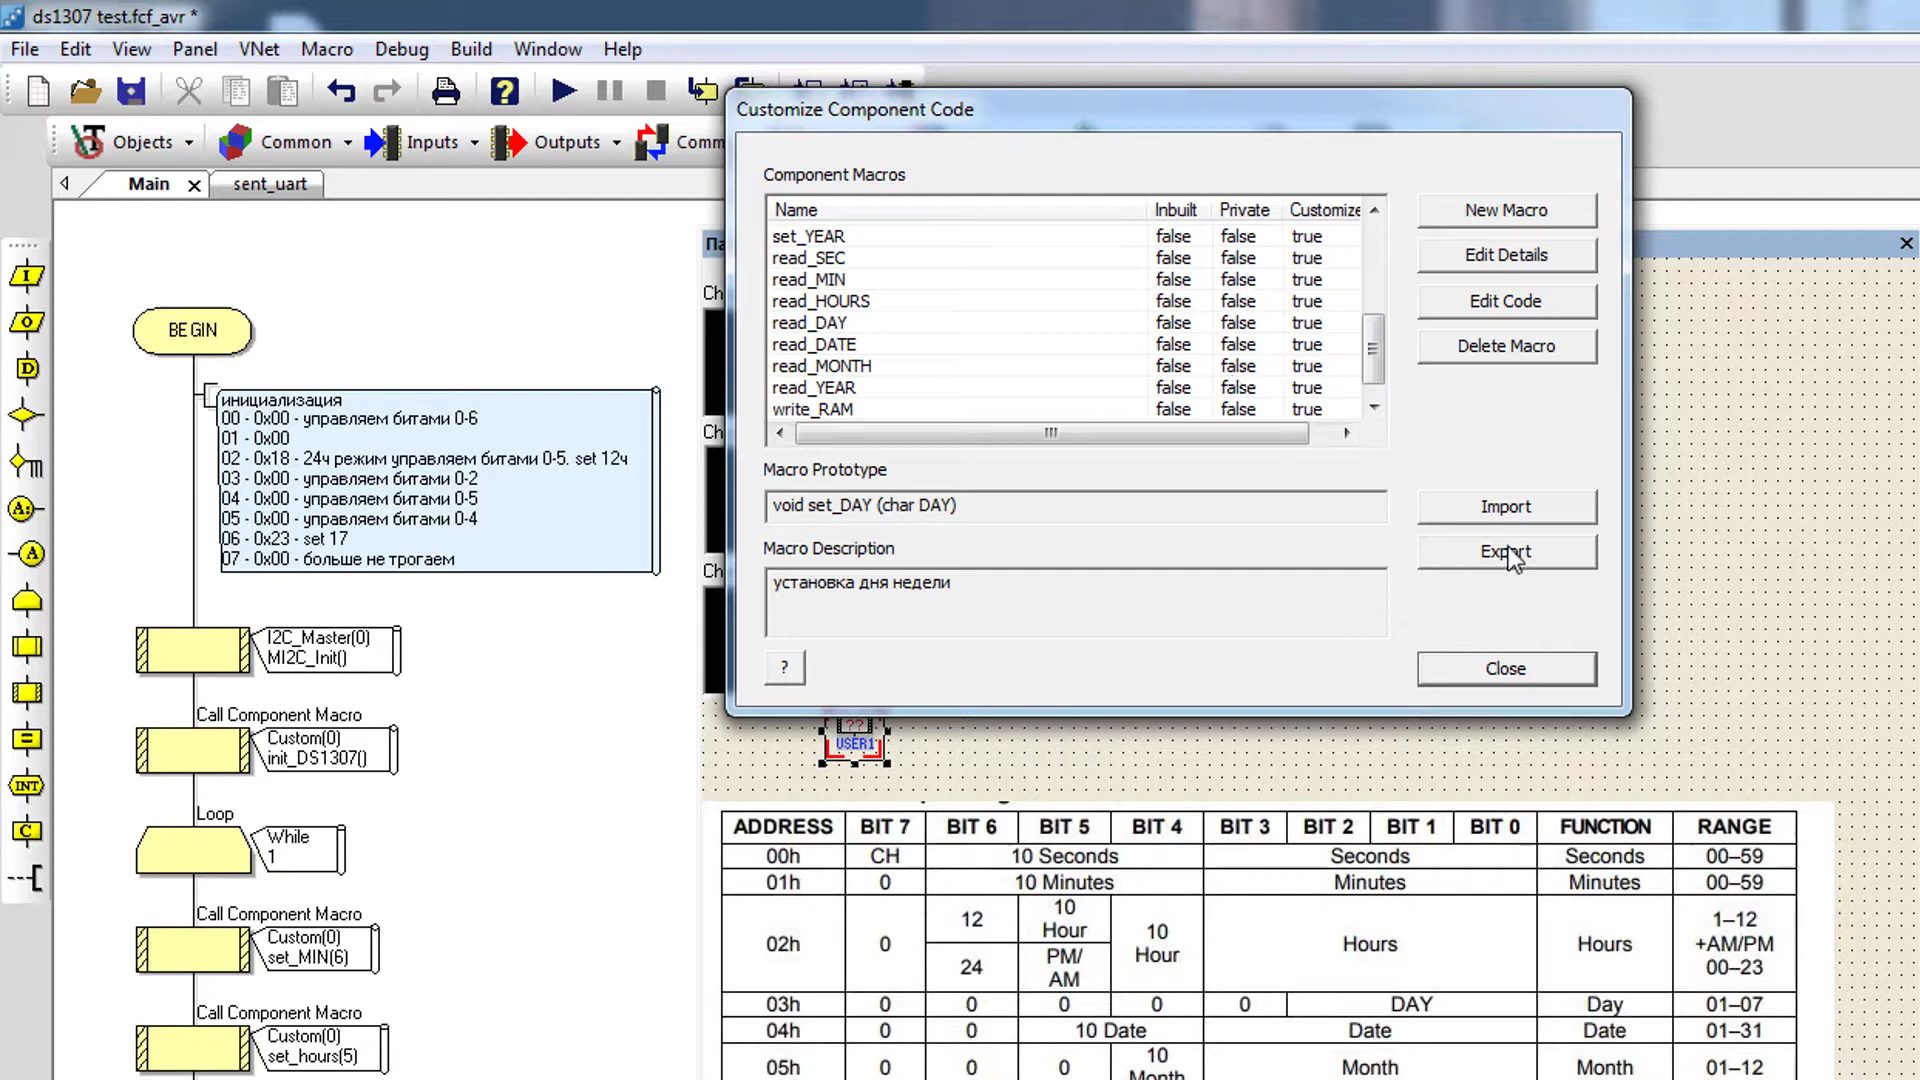 ds1307 test.fcf_avr *
File Edit View Panel VNet Macro Debug Build Window Help
Objects Common Inputs Outputs Comm
Main sent_uart
BEGIN
инициализация
00 - 0x00 - управляем битами 0-6
01 - 0x00
02 - 0x18 - 24ч режим управляем битами 0-5. set 12ч
03 - 0x00 - управляем битами 0-2
04 - 0x00 - управляем битами 0-5
05 - 0x00 - управляем битами 0-4
06 - 0x23 - set 17
07 - 0x00 - больше не трогаем
I2C_Master(0)
MI2C_Init()
Call Component Macro
Custom(0)
init_DS1307()
Loop
While
1
Call Component Macro
Custom(0)
set_MIN(6)
Call Component Macro
Custom(0)
set_hours(5)
Па
Ch
Ch
Ch
Customize Component Code
Component Macros
Name Inbuilt Private Customize
set_YEAR false false true
read_SEC false false true
read_MIN false false true
read_HOURS false false true
read_DAY false false true
read_DATE false false true
read_MONTH false false true
read_YEAR false false true
write_RAM false false true
Macro Prototype
void set_DAY (char DAY)
Macro Description
установка дня недели
?
New Macro
Edit Details
Edit Code
Delete Macro
Import
Export
Close
??
USER1
ADDRESS BIT 7 BIT 6 BIT 5 BIT 4 BIT 3 BIT 2 BIT 1 BIT 0 FUNCTION RANGE
00h CH 10 Seconds Seconds Seconds 00–59
01h 0 10 Minutes Minutes Minutes 00–59
02h 0 12 24 10 Hour PM/ AM 10 Hour Hours Hours 1–12 +AM/PM 00–23
03h 0 0 0 0 0 DAY Day 01–07
04h 0 0 10 Date Date Date 01–31
05h 0 0 0 10 Month Month Month 01–12